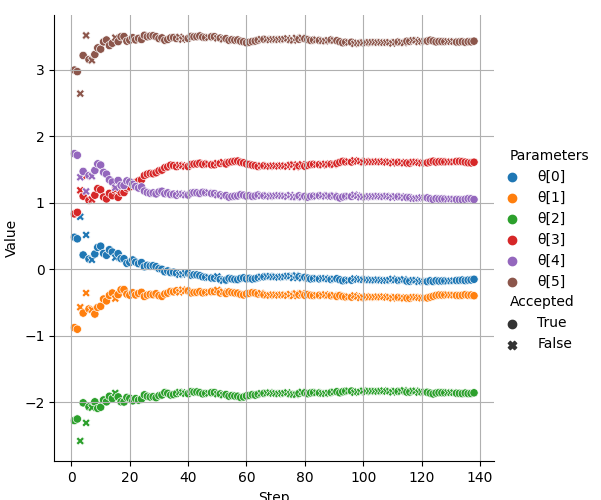 Value
3
2
1
0
−1
−2
0 20 40 60 80 100 120 140
Step
Parameters
θ[0]
θ[1]
θ[2]
θ[3]
θ[4]
θ[5]
Accepted
True
False